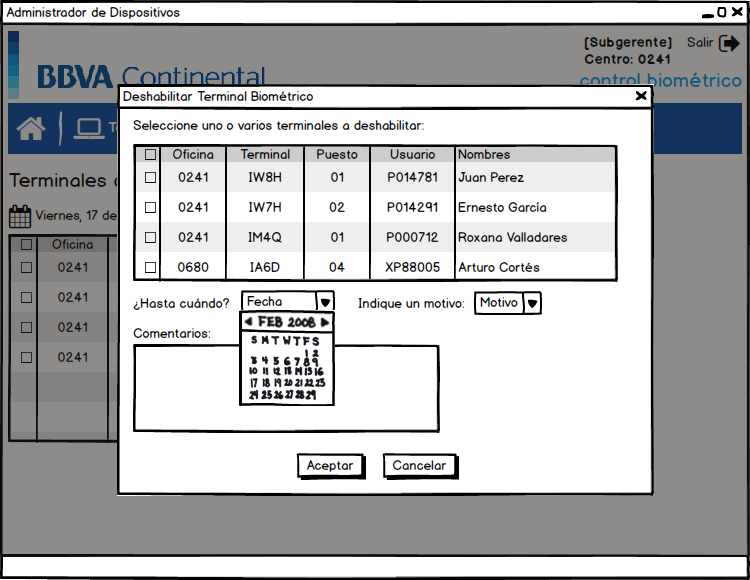 Administrador de Dispositivos
[Subgerente] Salir
Centro: 0241
BBVA Continental
control biométrico
Deshabilitar Terminal Biométrico
Seleccione uno o varios terminales a deshabilitar:
Oficina Terminal Puesto Usuario Nombres
0241 IW8H 01 P014781 Juan Perez
0241 IW7H 02 P014291 Ernesto García
0241 IM4Q 01 P000712 Roxana Valladares
0680 IA6D 04 XP88005 Arturo Cortés
¿Hasta cuándo? Fecha Indique un motivo: Motivo
FEB 2008
S M T W T F S
1 2
3 4 5 6 7 8 9
10 11 12 13 14 15 16
17 18 19 20 21 22 23
24 25 26 27 28 29
Comentarios:
Aceptar Cancelar
Terminales
Viernes, 17 de
Oficina
0241
0241
0241
0241